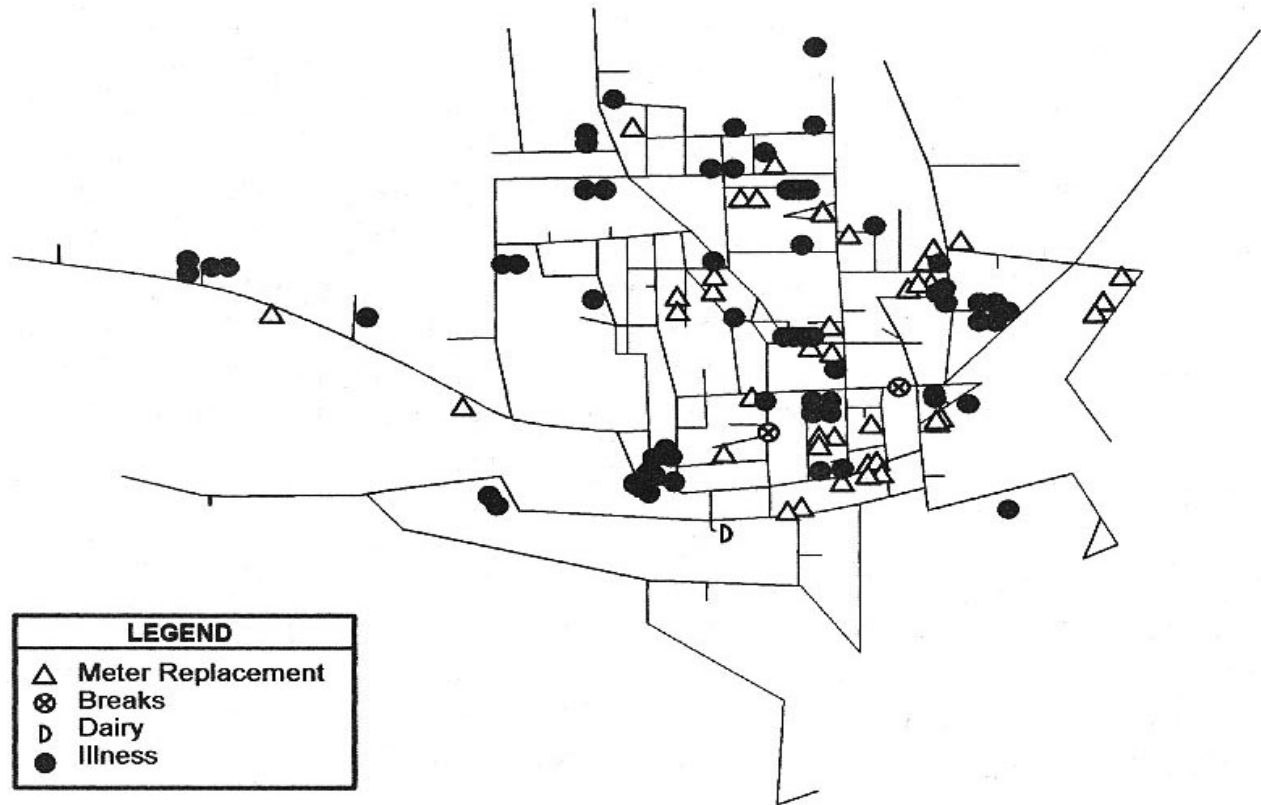 D
LEGEND
Meter Replacement
Breaks
D Dairy
Illness